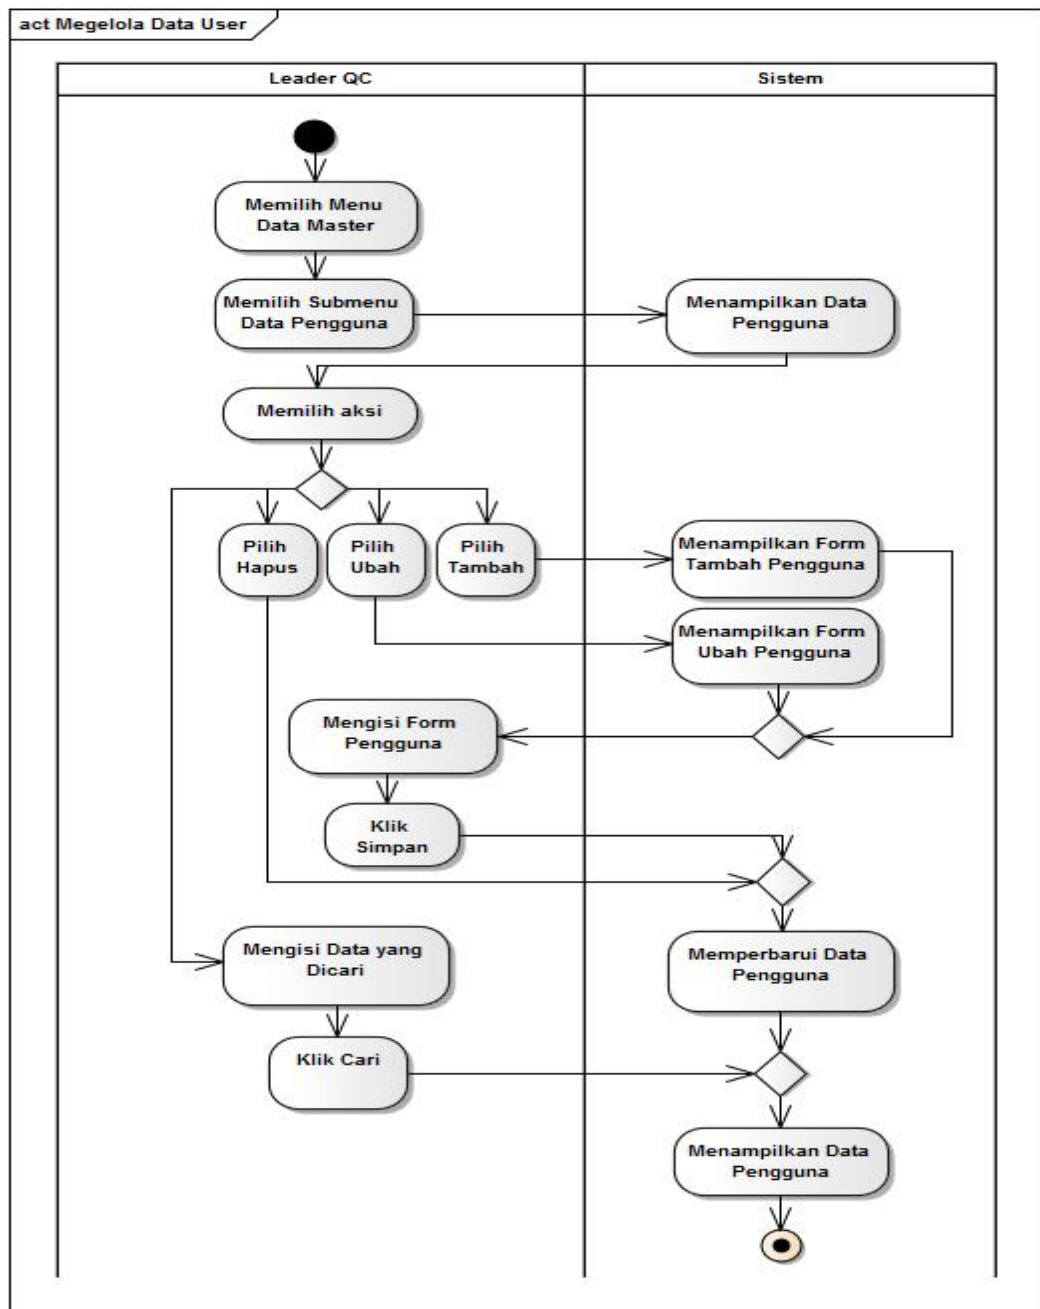 act Megelola Data User
Leader QC
Sistem
Memilih Menu
Data Master
Memilih Submenu
Data Pengguna
Menampilkan Data
Pengguna
Memilih aksi
Pilih
Hapus
Pilih
Ubah
Pilih
Tambah
Menampilkan Form
Tambah Pengguna
Menampilkan Form
Ubah Pengguna
Mengisi Form
Pengguna
Klik
Simpan
Mengisi Data yang
Dicari
Memperbarui Data
Pengguna
Klik Cari
Menampilkan Data
Pengguna